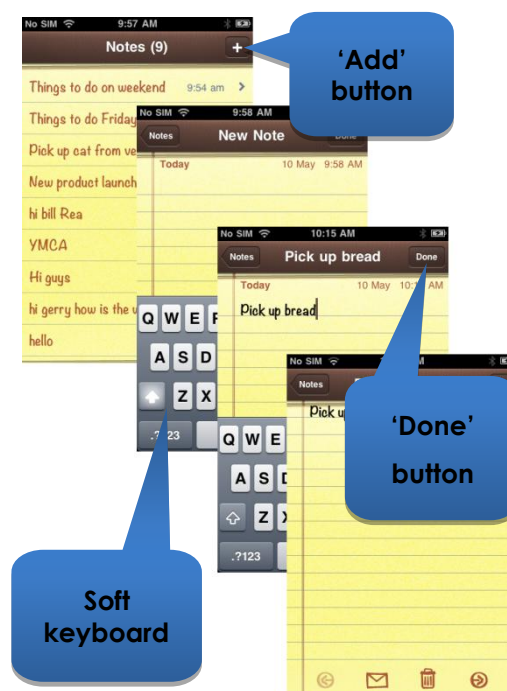 No SIM 9:57 AM
Notes (9) +
'Add'
button
Things to do on weekend 9:54 am
Things to do Friday
Pick up cat from ve
New product launch
hi bill Rea
YMCA
Hi guys
hi gerry how is the
hello
No SIM 9:58 AM
Notes New Note Done
Today 10 May 9:58 AM
Q W E
A S D
Z X
.?123
No SIM 10:15 AM
Notes Pick up bread Done
Today 10 May AM
Pick up bread
Q W E
A S
Z
.?123
No SIM
Notes
Pick
'Done'
button
Soft
keyboard